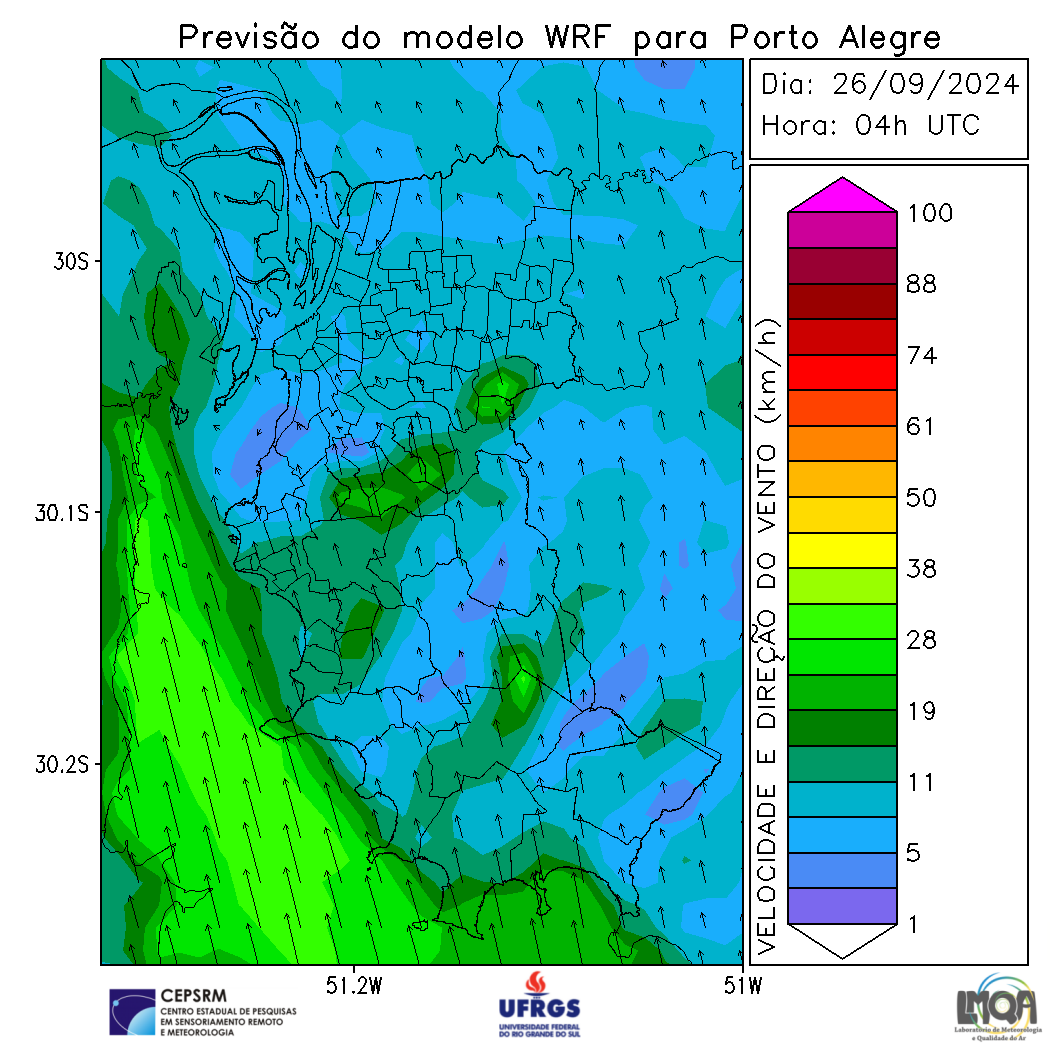 Previsão do modelo WRF para Porto Alegre
Dia: 26/09/2024
Hora: 04h UTC
30S
30.1S
30.2S
51.2W
51W
VELOCIDADE E DIREÇÃO DO VENTO (km/h)
100
88
74
61
50
38
28
19
11
5
1
CEPSRM
CENTRO ESTADUAL DE PESQUISAS
EM SENSORIAMENTO REMOTO
E METEOROLOGIA
UFRGS
UNIVERSIDADE FEDERAL
DO RIO GRANDE DO SUL
LMQA
Laboratório de Meteorologia
e Qualidade do Ar